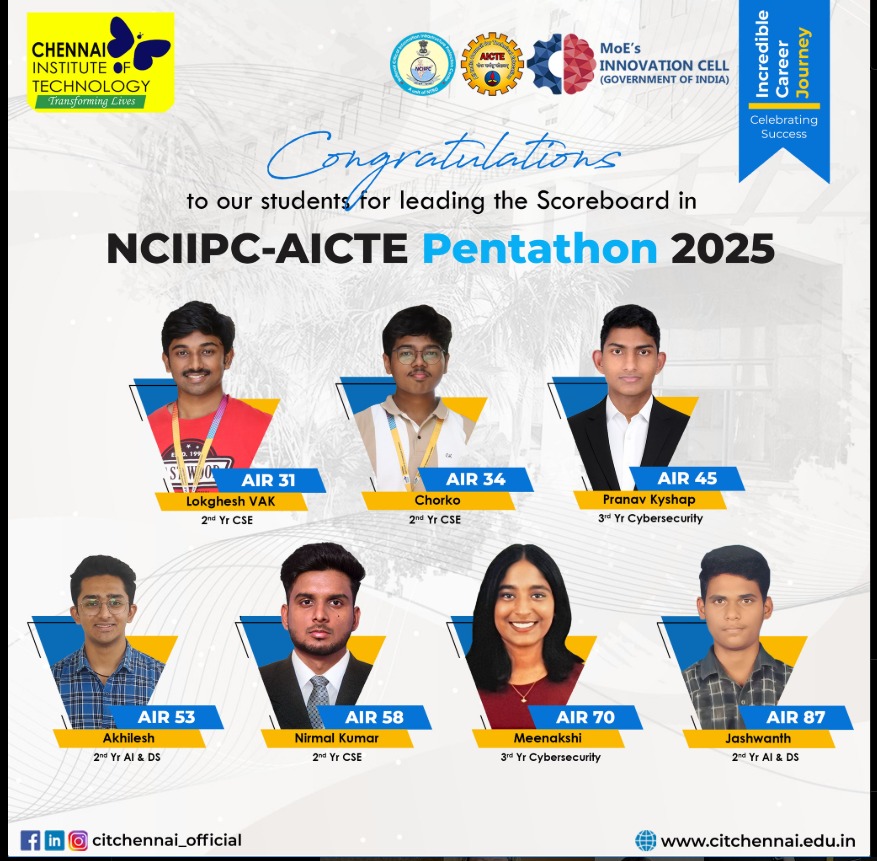 CHENNAI
INSTITUTE OF
TECHNOLOGY
Transforming Lives
NCIIPC
AICTE
MoE's
INNOVATION CELL
(GOVERNMENT OF INDIA)
Incredible
Career
Journey
Celebrating
Success
Congratulations
to our students for leading the Scoreboard in
NCIIPC-AICTE Pentathon 2025
AIR 31
AIR 34
AIR 45
Lokghesh VAK
Chorko
Pranav Kyshap
2nd Yr CSE
2nd Yr CSE
3rd Yr Cybersecurity
AIR 53
AIR 58
AIR 70
AIR 87
Akhilesh
Nirmal Kumar
Meenakshi
Jashwanth
2nd Yr AI & DS
2nd Yr CSE
3rd Yr Cybersecurity
2nd Yr AI & DS
citchennai_official
www.citchennai.edu.in